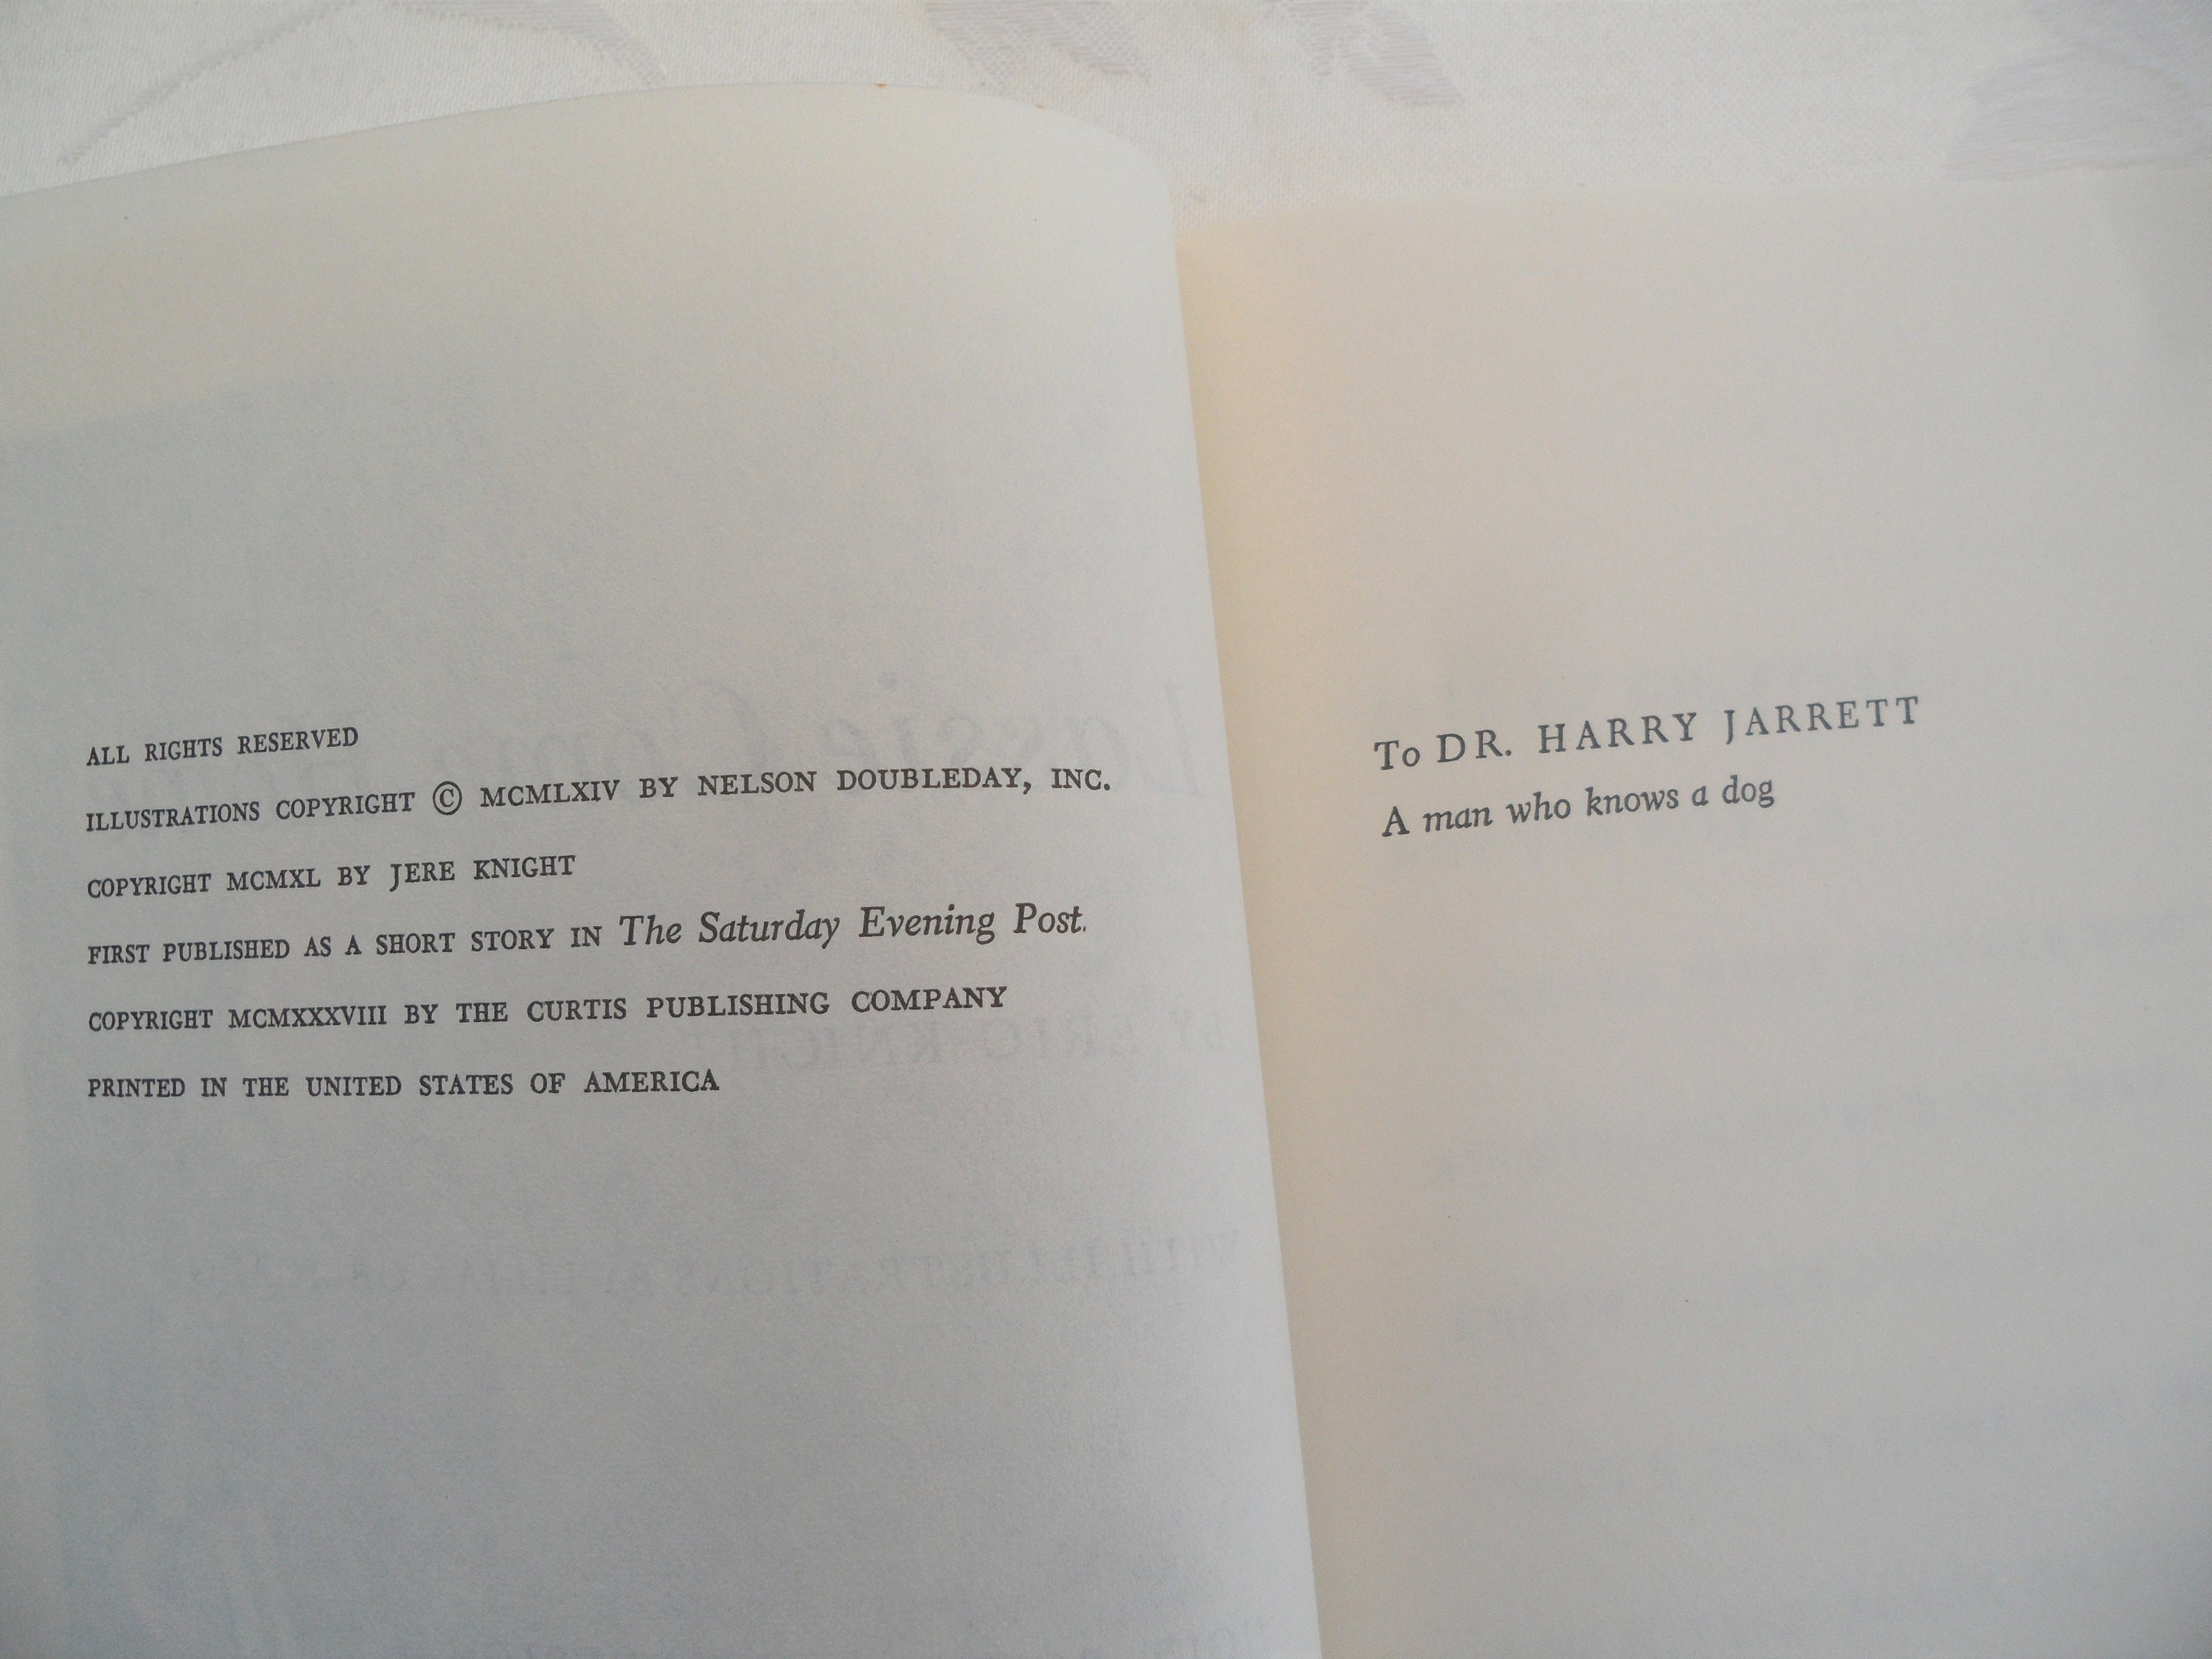 ALL RIGHTS RESERVED
ILLUSTRATIONS COPYRIGHT © MCMLXIV BY NELSON DOUBLEDAY, INC.
COPYRIGHT MCMXL BY JERE KNIGHT
FIRST PUBLISHED AS A SHORT STORY IN The Saturday Evening Post.
COPYRIGHT MCMXXXVIII BY THE CURTIS PUBLISHING COMPANY
PRINTED IN THE UNITED STATES OF AMERICA
To DR. HARRY JARRETT
A man who knows a dog